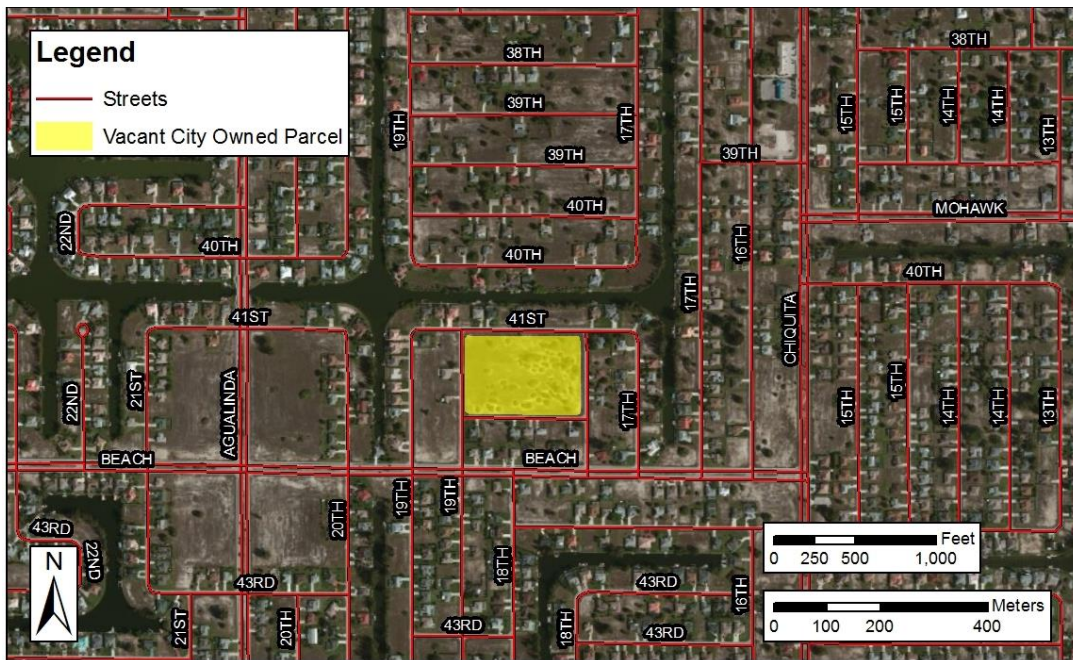 Legend
Streets
Vacant City Owned Parcel
38TH
38TH
39TH
19TH
17TH
15TH
15TH
14TH
14TH
13TH
39TH
39TH
40TH
MOHAWK
22ND
40TH
40TH
17TH
16TH
CHIQUITA
40TH
41ST
41ST
22ND
21ST
AGUALINDA
17TH
15TH
15TH
14TH
14TH
13TH
BEACH
BEACH
43RD
22ND
20TH
19TH
19TH
18TH
43RD
43RD
16TH
21ST
20TH
43RD
18TH
43RD
N
Feet
0 250 500 1,000
Meters
0 100 200 400